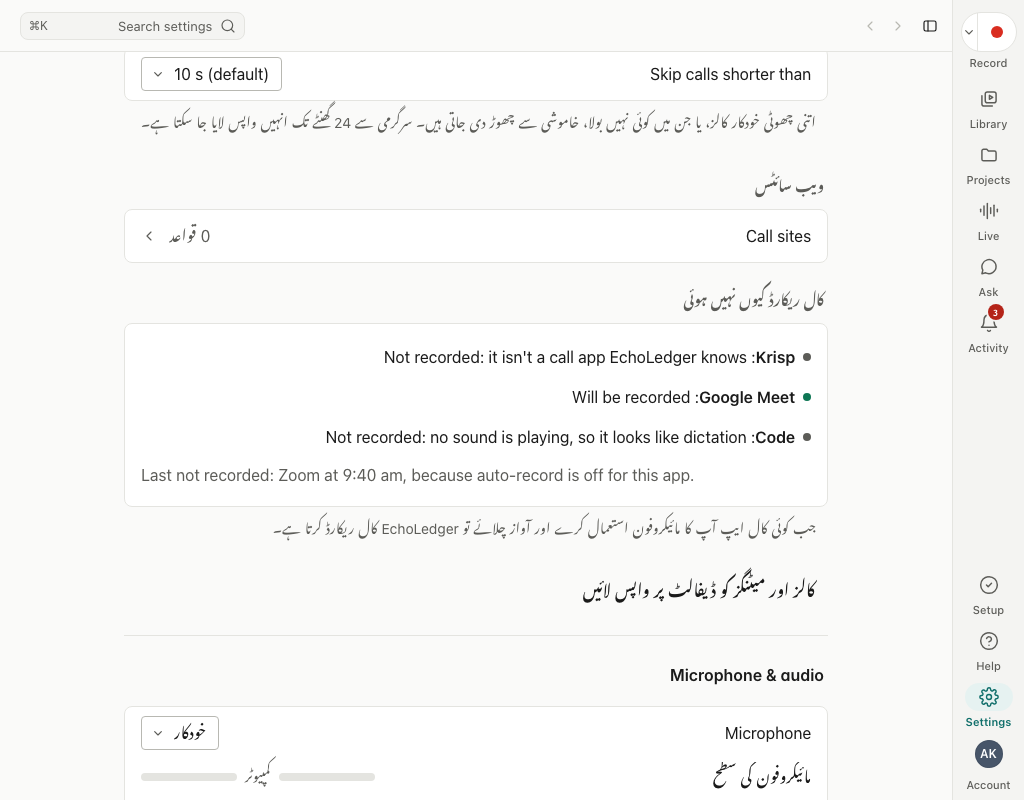 Search settings
⌘K
Record
Library
Projects
Live
Ask
3
Activity
Setup
Help
Settings
AK
Account
Skip calls shorter than
10 s (default)
اتنی چھوٹی خودکار کالز، یا جن میں کوئی نہیں بولا، خاموشی سے چھوڑ دی جاتی ہیں۔ سرگرمی سے 24 گھنٹے تک انہیں واپس لایا جا سکتا ہے۔
ویب سائٹس
Call sites
0 قواعد
کال ریکارڈ کیوں نہیں ہوئی
Krisp: Not recorded: it isn't a call app EchoLedger knows
Google Meet: Will be recorded
Code: Not recorded: no sound is playing, so it looks like dictation
Last not recorded: Zoom at 9:40 am, because auto-record is off for this app.
جب کوئی کال ایپ آپ کا مائیکروفون استعمال کرے اور آواز چلائے تو EchoLedger کال ریکارڈ کرتا ہے۔
کالز اور میٹنگز کو ڈیفالٹ پر واپس لائیں
Microphone & audio
Microphone
خودکار
مائیکروفون کی سطح
کمپیوٹر